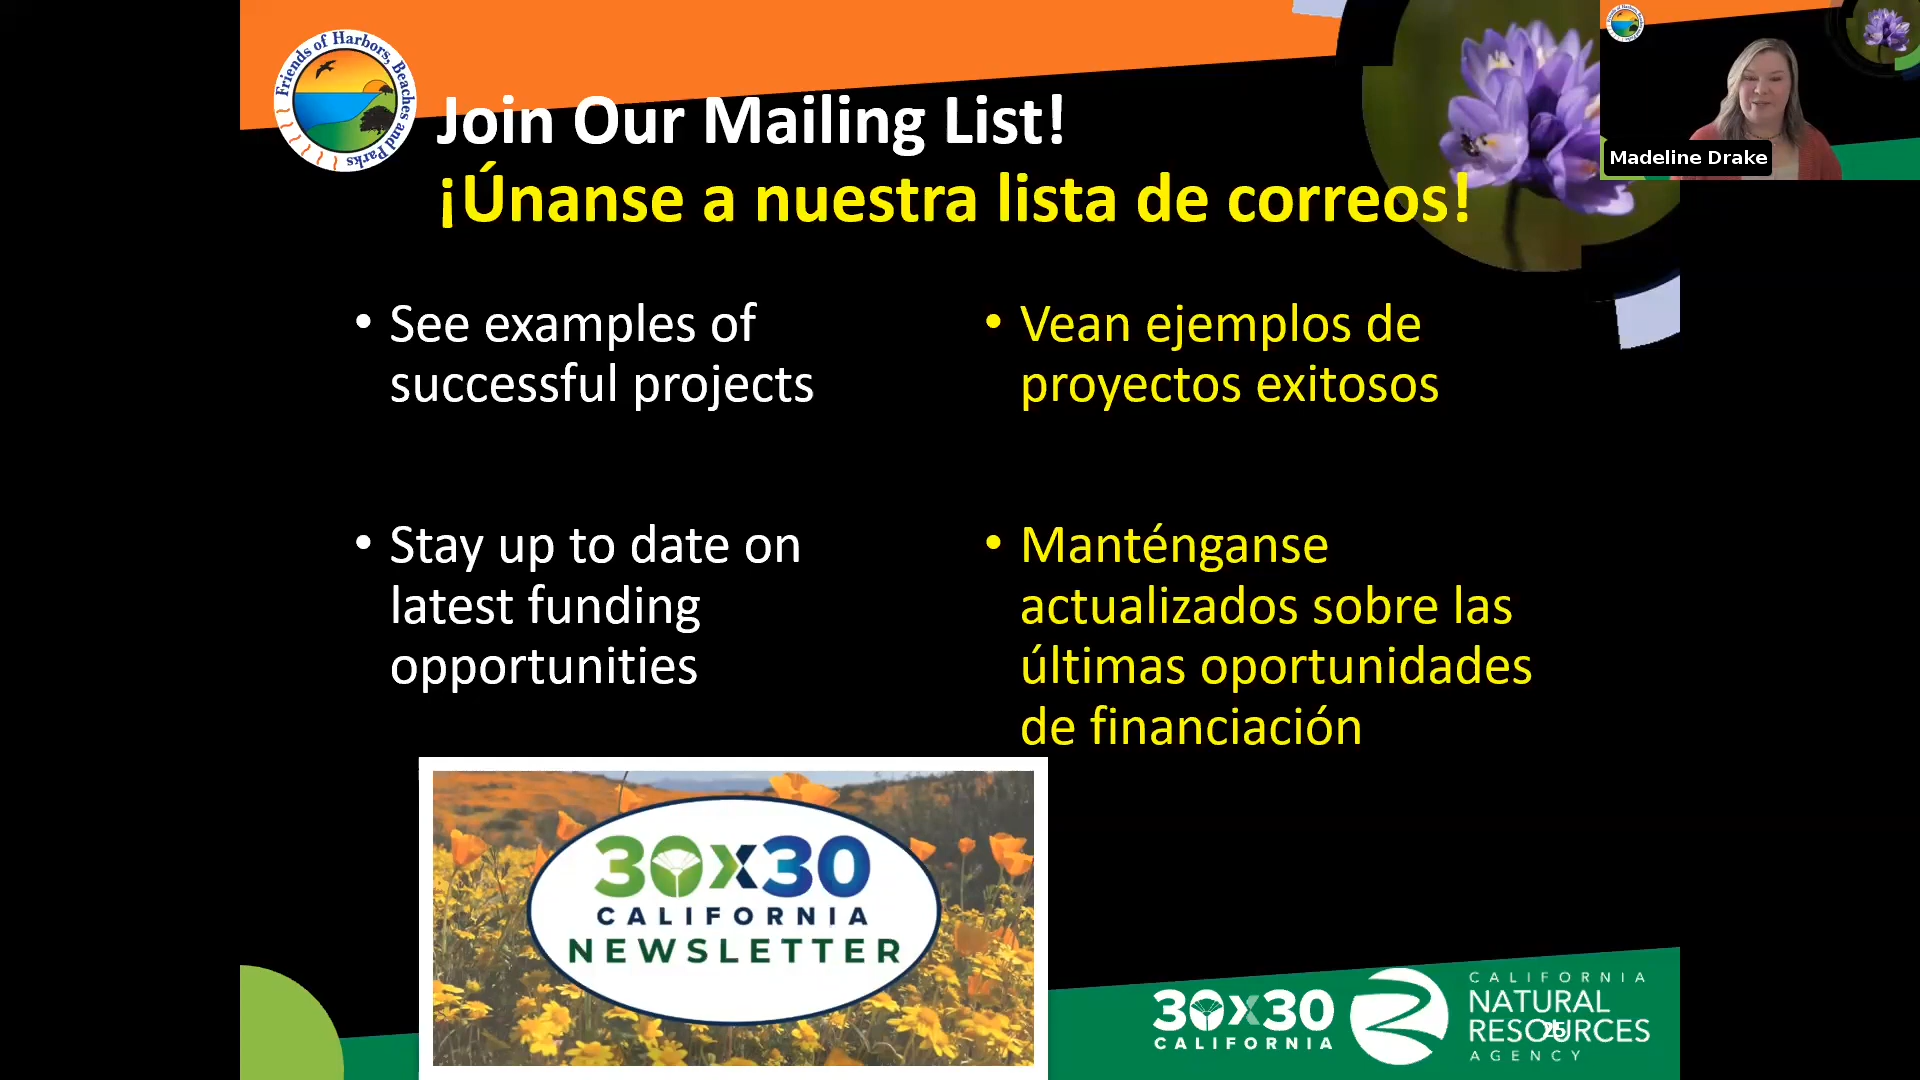 Friends of Harbors, Beaches and Parks
Join Our Mailing List!
¡Únanse a nuestra lista de correos!
Madeline Drake
• See examples of
successful projects
• Stay up to date on
latest funding
opportunities
• Vean ejemplos de
proyectos exitosos
• Manténganse
actualizados sobre las
últimas oportunidades
de financiación
30x30
CALIFORNIA
NEWSLETTER
30x30
CALIFORNIA
CALIFORNIA
NATURAL
RESOURCES
AGENCY
25